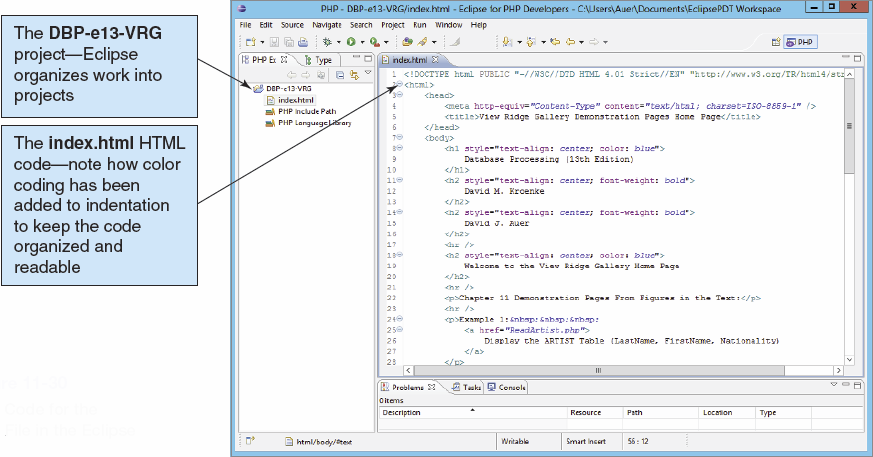 The DBP-e13-VRG
project—Eclipse
organizes work into
projects
The index.html HTML
code—note how color
coding has been
added to indentation
to keep the code
organized and
readable
PHP - DBP-e13-VRG/index.html - Eclipse for PHP Developers - C:\Users\Auer\Documents\EclipsePDT Workspace
File Edit Source Refactor Navigate Search Project Run Window Help
PHP
PHP Ex Type
DBP-e13-VRG
index.html
PHP Include Path
PHP Language Library
index.html
1 <!DOCTYPE html PUBLIC "-//W3C//DTD HTML 4.01 Strict//EN" "http://www.w3.org/TR/html4/str
2 <html>
3 <head>
4 <meta http-equiv="Content-Type" content="text/html; charset=ISO-8859-1" />
5 <title>View Ridge Gallery Demonstration Pages Home Page</title>
6 </head>
7 <body>
8 <h1 style="text-align: center; color: blue">
9 Database Processing (13th Edition)
10 </h1>
11 <h2 style="text-align: center; font-weight: bold">
12 David M. Kroenke
13 </h2>
14 <h2 style="text-align: center; font-weight: bold">
15 David J. Auer
16 </h2>
17 <hr />
18 <h2 style="text-align: center; color: blue">
19 Welcome to the View Ridge Gallery Home Page
20 </h2>
21 <hr />
22 <p>Chapter 11 Demonstration Pages From Figures in the Text:</p>
23 <hr />
24 <p>Example 1:&nbsp;&nbsp;&nbsp;
25 <a href="ReadArtist.php">
26 Display the ARTIST Table (LastName, FirstName, Nationality)
27 </a>
28 </p>
Problems Tasks Console
0 items
Description Resource Path Location Type
html/body/#text Writable Smart Insert 56 : 12